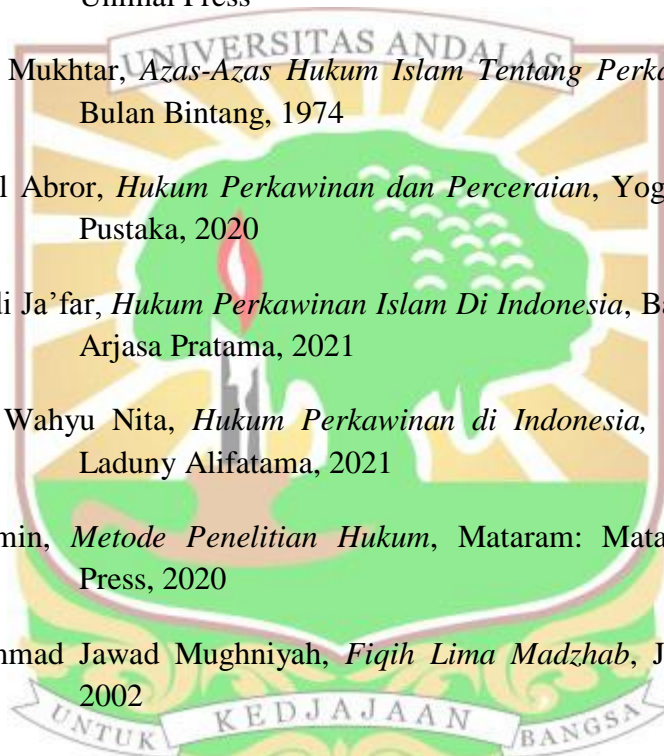 Unimal Press
UNIVERSITAS ANDALAS
Mukhtar, Azas-Azas Hukum Islam Tentang Perka
Bulan Bintang, 1974
l Abror, Hukum Perkawinan dan Perceraian, Yog
Pustaka, 2020
di Ja’far, Hukum Perkawinan Islam Di Indonesia, Ba
Arjasa Pratama, 2021
Wahyu Nita, Hukum Perkawinan di Indonesia,
Laduny Alifatama, 2021
min, Metode Penelitian Hukum, Mataram: Mata
Press, 2020
mmad Jawad Mughniyah, Fiqih Lima Madzhab, J
2002
UNTUK KEDJAJAAN BANGSA